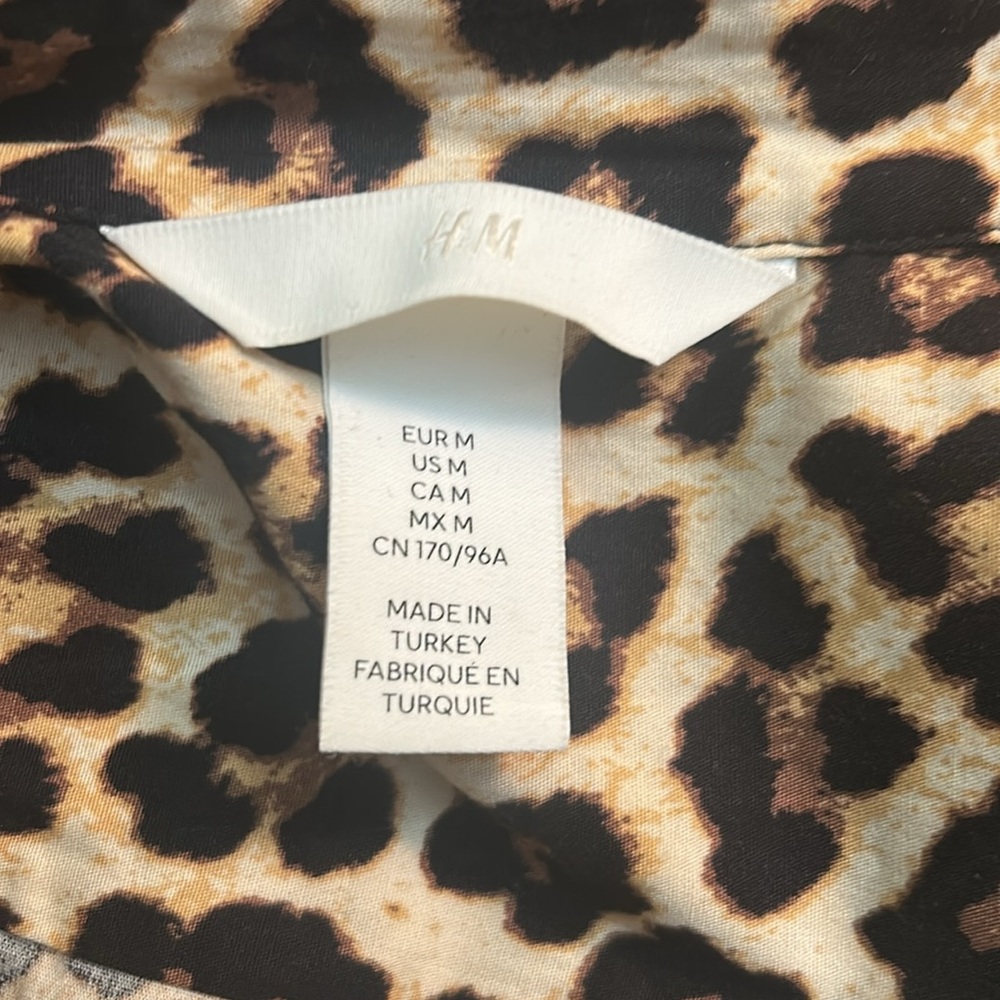 H&M
EUR M
US M
CA M
MX M
CN 170/96A
MADE IN
TURKEY
FABRIQUÉ EN
TURQUIE